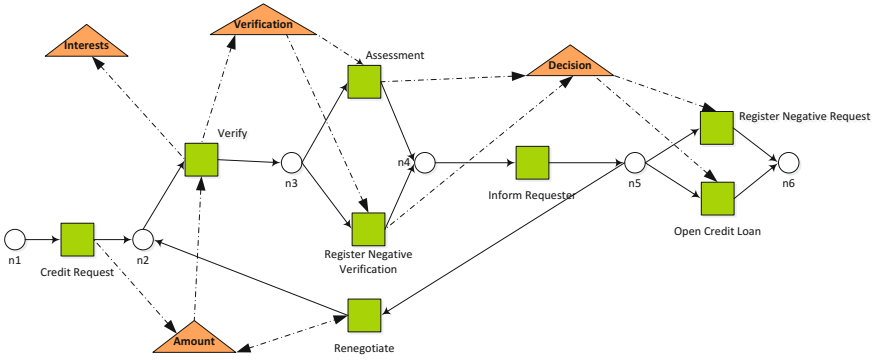 Verification
Interests
Assessment
Decision
Verify
Register Negative Request
n3
n4
n5
n6
Inform Requester
Open Credit Loan
n1
Credit Request
n2
Register Negative
Verification
Amount
Renegotiate